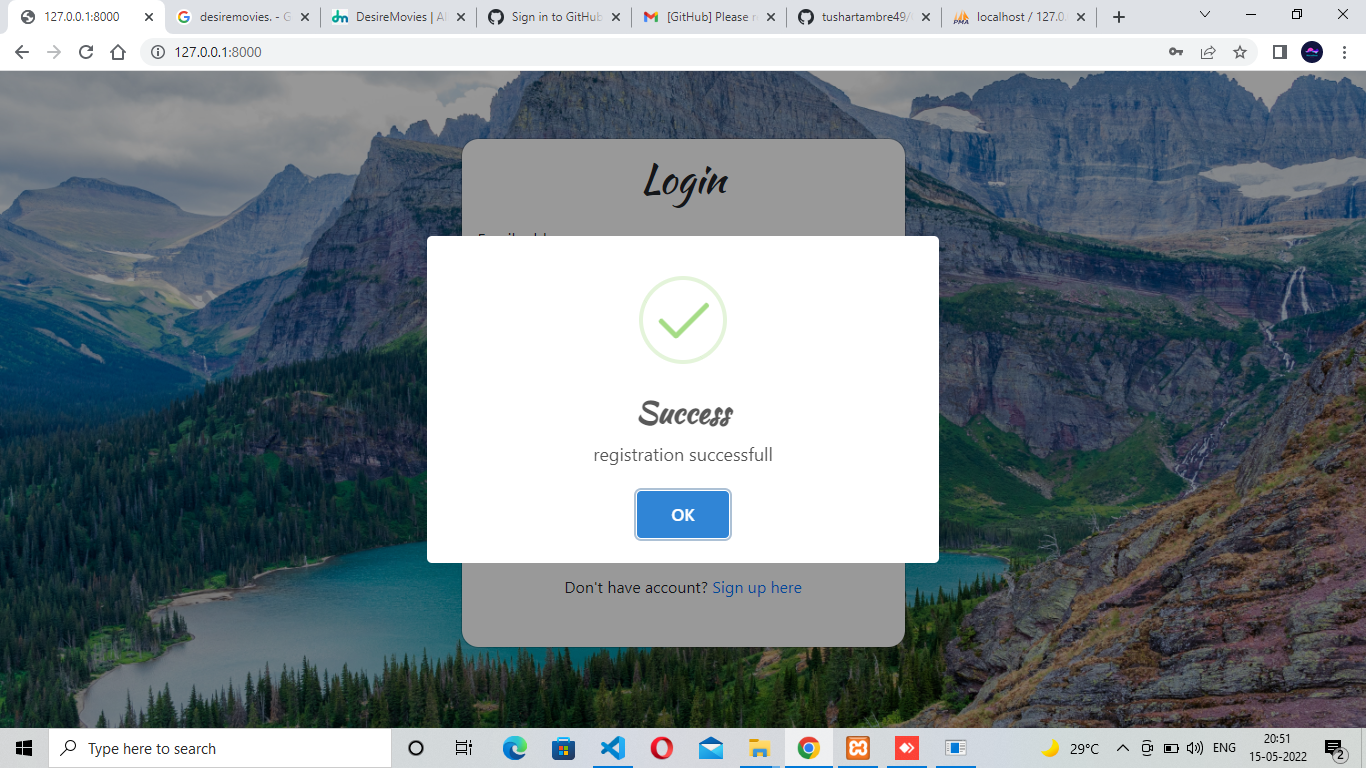 127.0.0.1:8000
desiremovies. - G
DesireMovies | A
Sign in to GitHub
[GitHub] Please r
tushartambre49/
localhost / 127.0.
127.0.0.1:8000
Login
Success
registration successfull
OK
Don't have account? Sign up here
Type here to search
29°C
ENG
20:51
15-05-2022
2